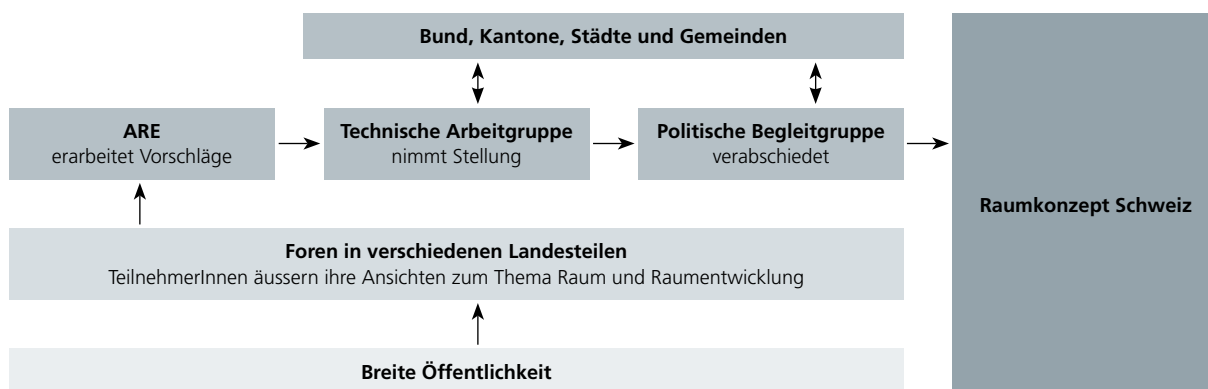 Bund, Kantone, Städte und Gemeinden
ARE
erarbeitet Vorschläge
Technische Arbeitgruppe
nimmt Stellung
Politische Begleitgruppe
verabschiedet
Raumkonzept Schweiz
Foren in verschiedenen Landesteilen
TeilnehmerInnen äussern ihre Ansichten zum Thema Raum und Raumentwicklung
Breite Öffentlichkeit